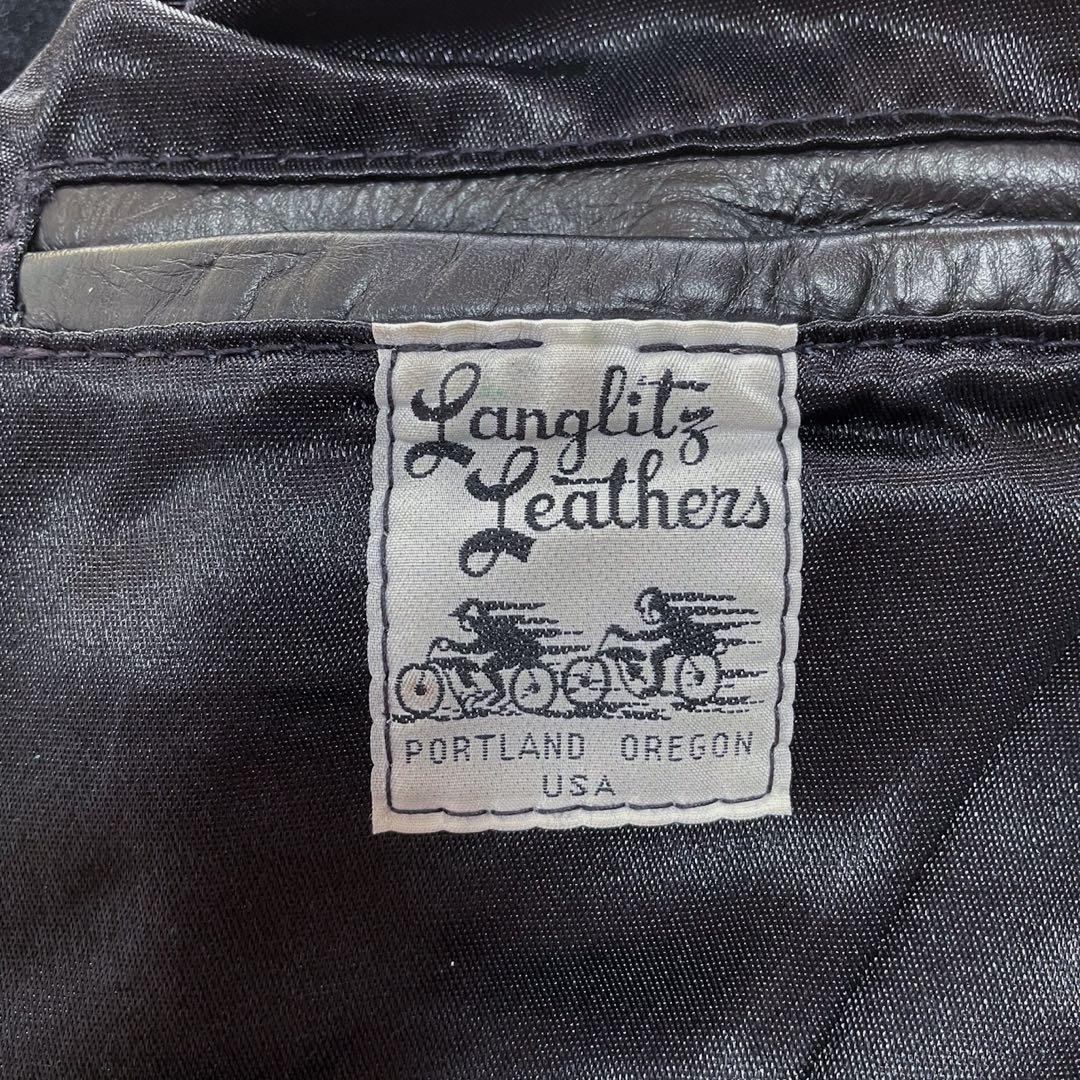 Langlitz
Leathers
PORTLAND OREGON
USA